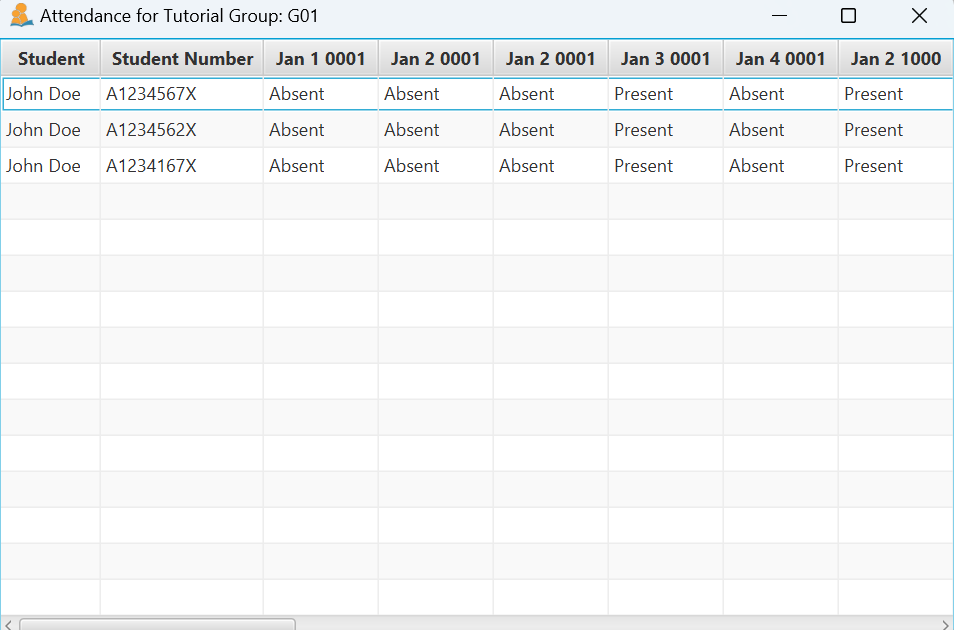 Attendance for Tutorial Group: G01
Student Student Number Jan 1 0001 Jan 2 0001 Jan 2 0001 Jan 3 0001 Jan 4 0001 Jan 2 1000
John Doe A1234567X Absent Absent Absent Present Absent Present
John Doe A1234562X Absent Absent Absent Present Absent Present
John Doe A1234167X Absent Absent Absent Present Absent Present